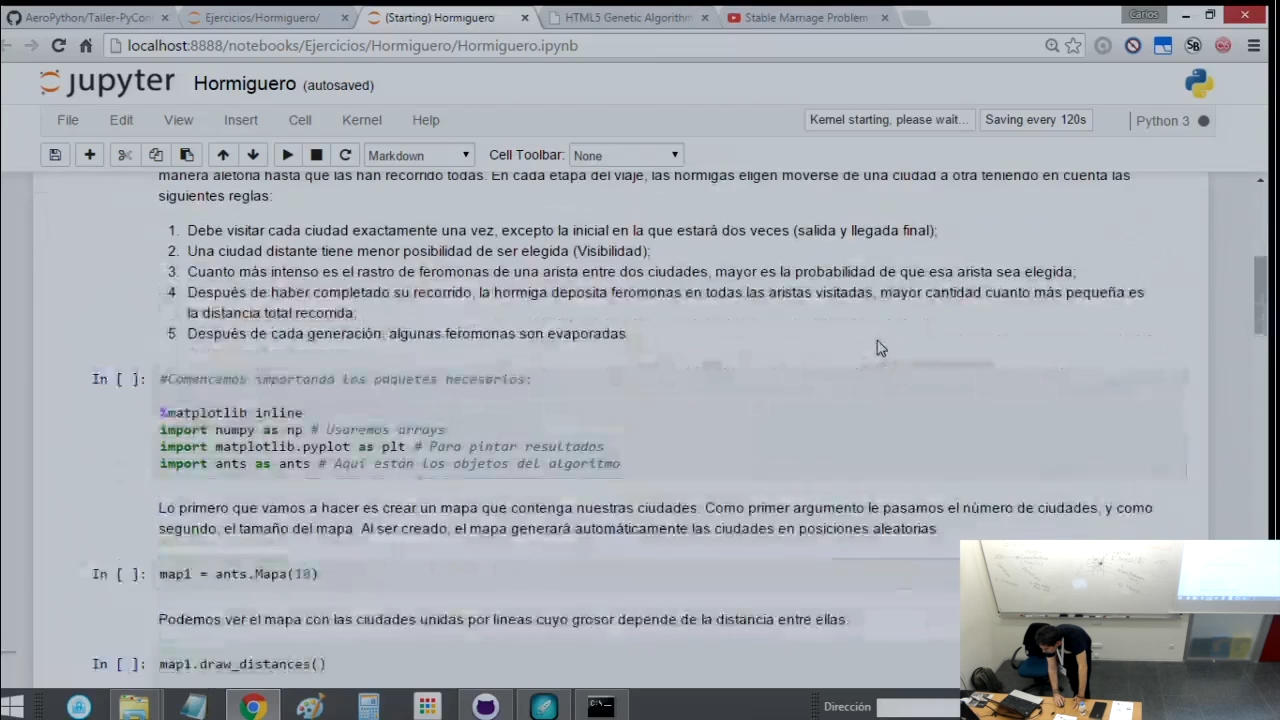 AeroPython/Taller-PyCon
Ejercicios/Hormiguero/
(Starting) Hormiguero
HTML5 Genetic Algorithm
Stable Marriage Problem
Carlos
localhost:8888/notebooks/Ejercicios/Hormiguero/Hormiguero.ipynb
jupyter Hormiguero (autosaved)
File Edit View Insert Cell Kernel Help
Kernel starting, please wait... Saving every 120s Python 3
Markdown Cell Toolbar: None
manera aletoria hasta que las han recorrido todas. En cada etapa del viaje, las hormigas eligen moverse de una ciudad a otra teniendo en cuenta las
siguientes reglas:
1. Debe visitar cada ciudad exactamente una vez, excepto la inicial en la que estará dos veces (salida y llegada final);
2. Una ciudad distante tiene menor posibilidad de ser elegida (Visibilidad);
3. Cuanto más intenso es el rastro de feromonas de una arista entre dos ciudades, mayor es la probabilidad de que esa arista sea elegida;
4 Después de haber completado su recorrido, la hormiga deposita feromonas en todas las aristas visitadas, mayor cantidad cuanto más pequeña es
la distancia total recorrida;
5 Después de cada generación, algunas feromonas son evaporadas
In [ ]: #Comenzamos importando los paquetes necesarios:
%matplotlib inline
import numpy as np # Usaremos arrays
import matplotlib.pyplot as plt # Para pintar resultados
import ants as ants # Aquí están los objetos del algoritmo
Lo primero que vamos a hacer es crear un mapa que contenga nuestras ciudades. Como primer argumento le pasamos el número de ciudades, y como
segundo, el tamaño del mapa. Al ser creado, el mapa generará automáticamente las ciudades en posiciones aleatorias
In [ ]: map1 = ants.Mapa(10)
Podemos ver el mapa con las ciudades unidas por lineas cuyo grosor depende de la distancia entre ellas.
In [ ]: map1.draw_distances()
Dirección